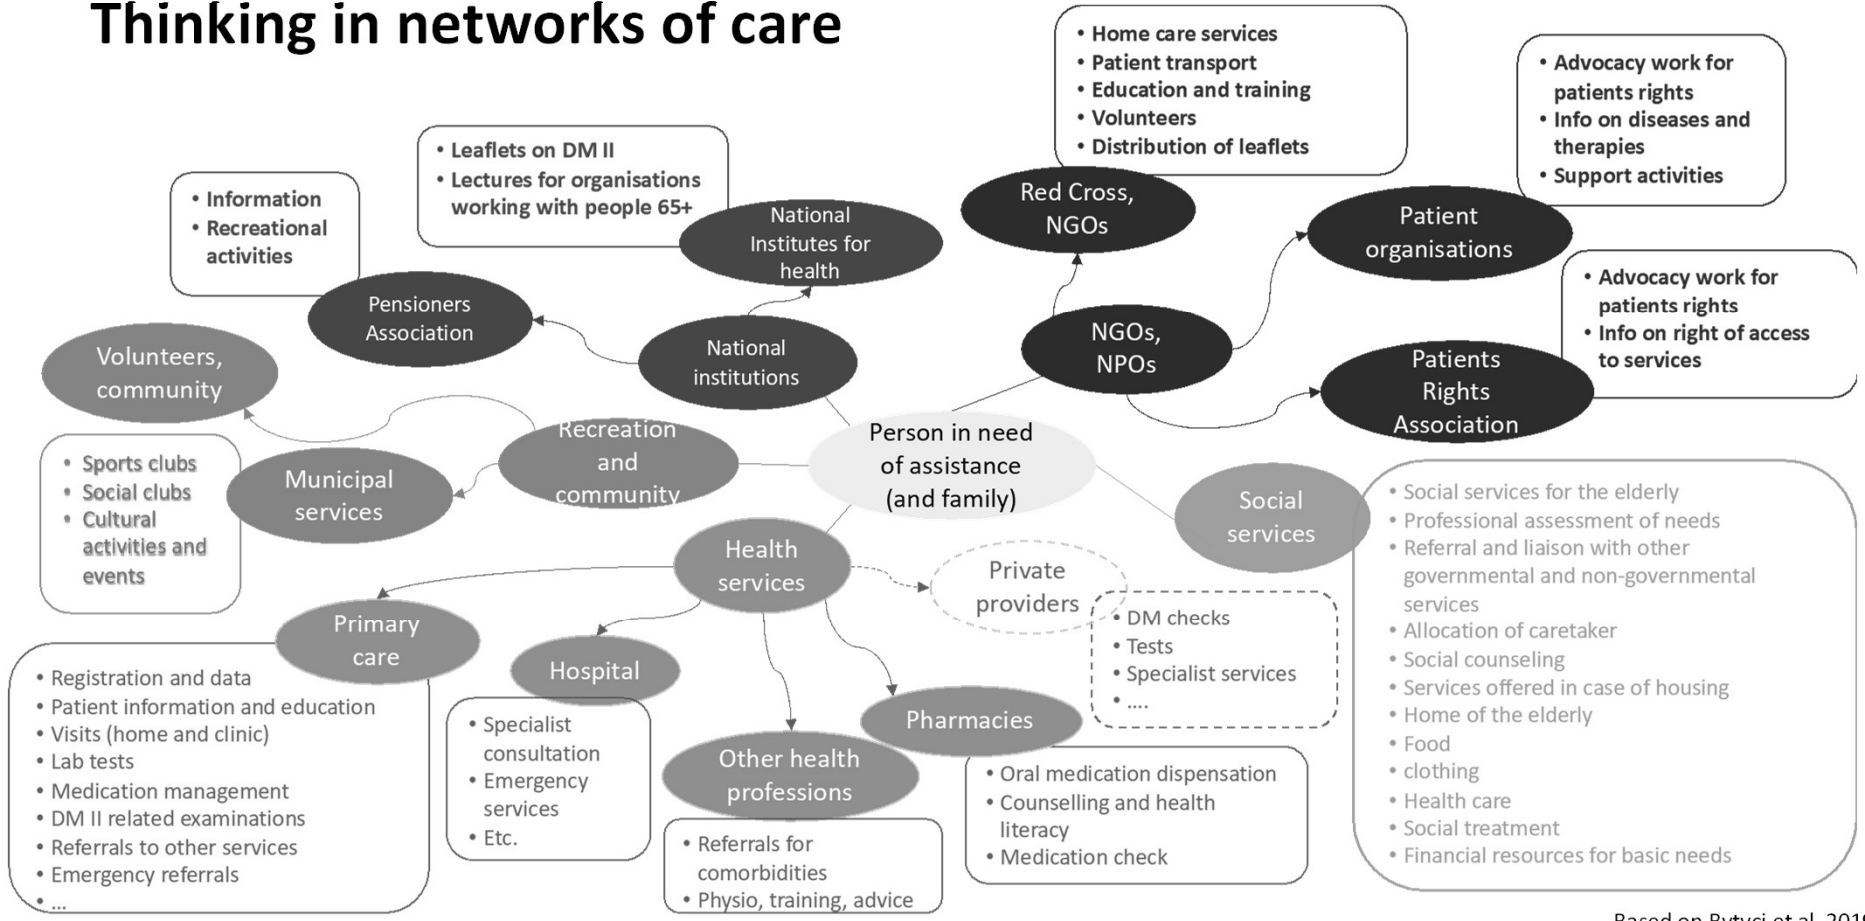 Thinking in networks of care
• Home care services
• Patient transport
• Education and training
• Volunteers
• Distribution of leaflets
• Advocacy work for
patients rights
• Info on diseases and
therapies
• Support activities
• Leaflets on DM II
• Lectures for organisations
working with people 65+
• Information
• Recreational
activities
National
Institutes for
health
Red Cross,
NGOs
Patient
organisations
Pensioners
Association
• Advocacy work for
patients rights
• Info on right of access
to services
National
institutions
NGOs,
NPOs
Patients
Rights
Association
Volunteers,
community
Recreation
and
community
Person in need
of assistance
(and family)
• Sports clubs
• Social clubs
• Cultural
activities and
events
Municipal
services
Social
services
• Social services for the elderly
• Professional assessment of needs
• Referral and liaison with other
governmental and non-governmental
services
• Allocation of caretaker
• Social counseling
• Services offered in case of housing
• Home of the elderly
• Food
• clothing
• Health care
• Social treatment
• Financial resources for basic needs
Health
services
Private
providers
• DM checks
• Tests
• Specialist services
• ....
Primary
care
• Registration and data
• Patient information and education
• Visits (home and clinic)
• Lab tests
• Medication management
• DM II related examinations
• Referrals to other services
• Emergency referrals
• ...
Hospital
• Specialist
consultation
• Emergency
services
• Etc.
Other health
professions
• Referrals for
comorbidities
• Physio, training, advice
Pharmacies
• Oral medication dispensation
• Counselling and health
literacy
• Medication check
Based on Bytyci et al. 2019